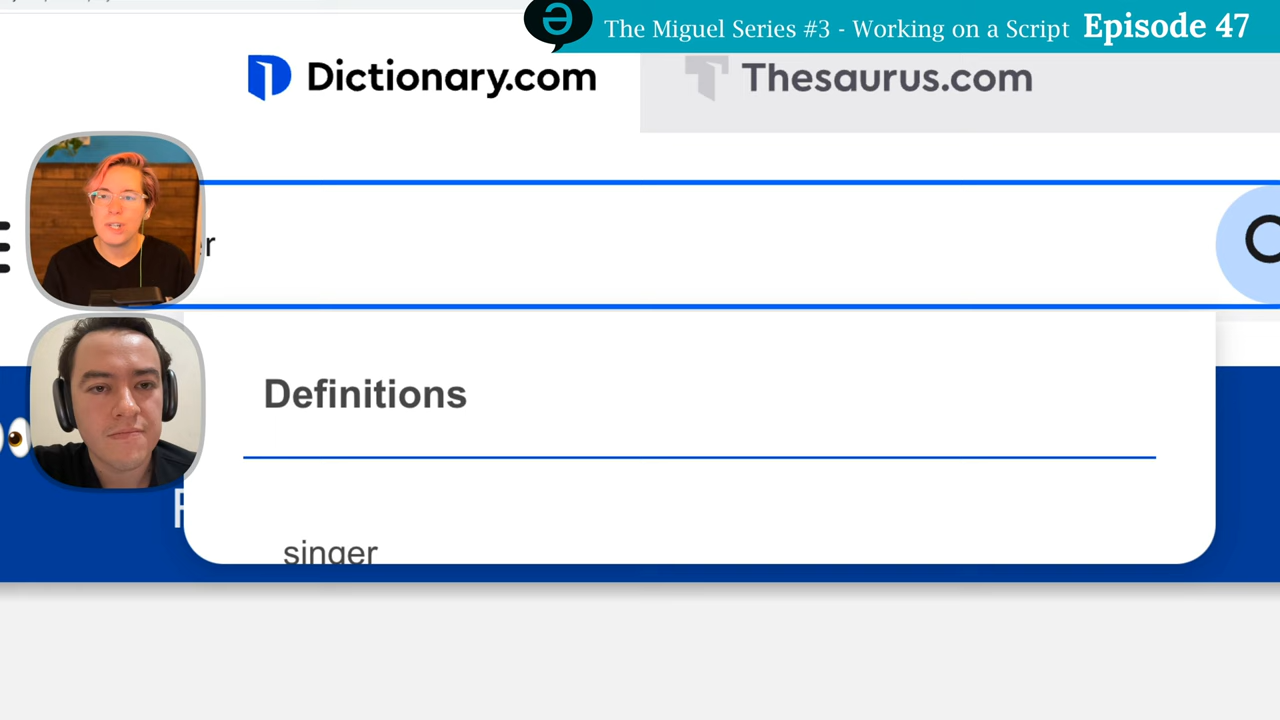 The Miguel Series #3 - Working on a Script Episode 47
ə
Dictionary.com
Thesaurus.com
r
Definitions
singer